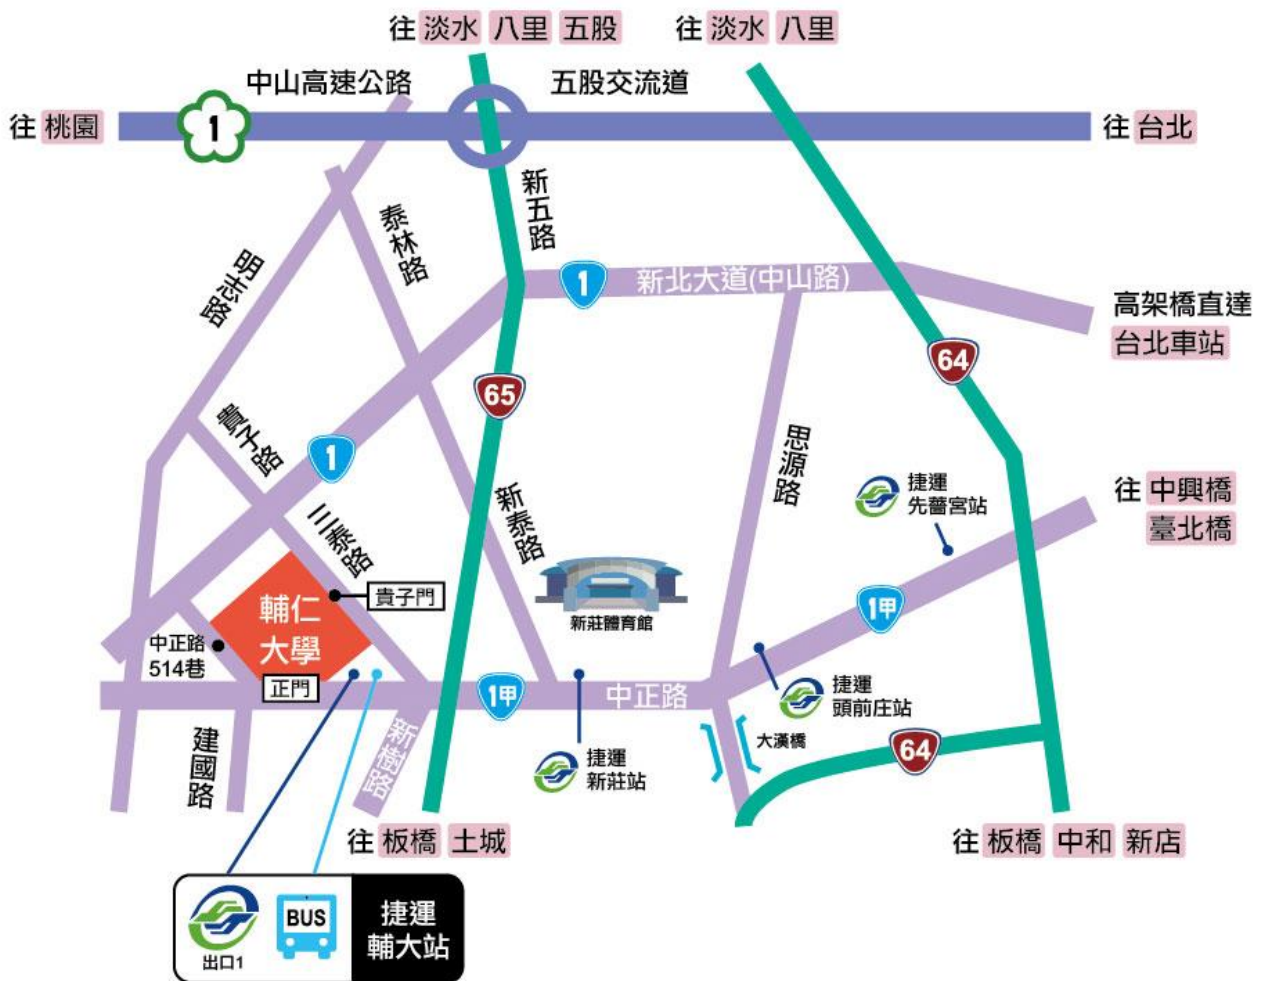 往 淡水 八里 五股
往 淡水 八里
中山高速公路
五股交流道
往 桃園
1
往 台北
新五路
泰林路
明志路
1
新北大道(中山路)
高架橋直達
台北車站
64
65
貴子路
1
思源路
新泰路
三泰路
捷運
先嗇宮站
往 中興橋
臺北橋
輔仁
大學
貴子門
新莊體育館
1甲
中正路
514巷
正門
1甲
中正路
捷運
頭前庄站
大漢橋
64
建國路
新樹路
捷運
新莊站
往 板橋 土城
往 板橋 中和 新店
BUS
出口1
捷運
輔大站